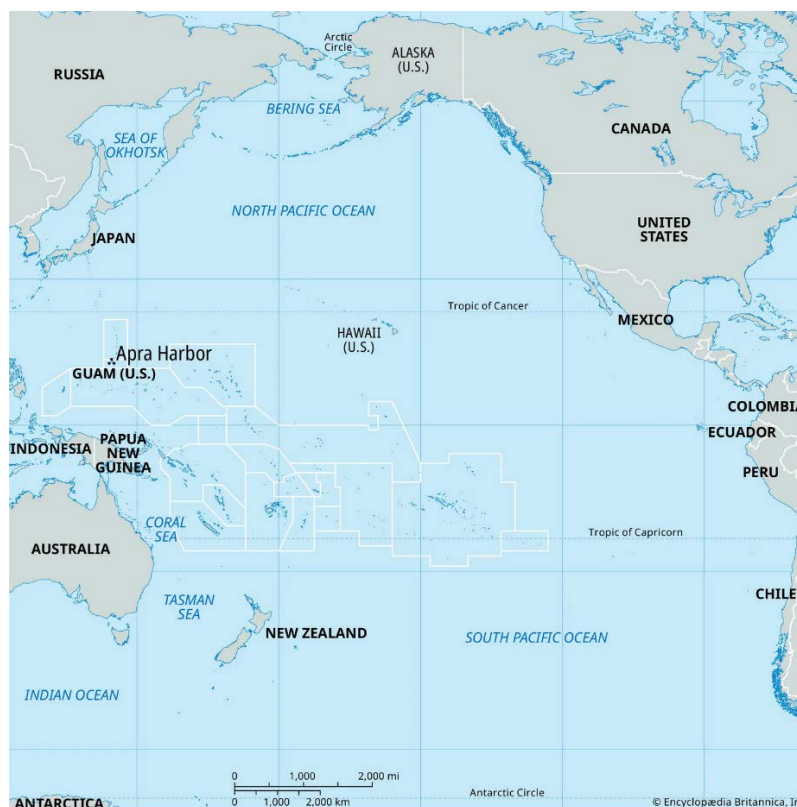 Arctic
Circle
ALASKA
(U.S.)
RUSSIA
BERING SEA
CANADA
SEA OF
OKHOTSK
NORTH PACIFIC OCEAN
UNITED
STATES
JAPAN
Tropic of Cancer
MEXICO
HAWAII
(U.S.)
Apra Harbor
GUAM (U.S.)
COLOMBIA
ECUADOR
INDONESIA
PAPUA
NEW
GUINEA
PERU
CORAL
SEA
Tropic of Capricorn
AUSTRALIA
TASMAN
SEA
CHILE
NEW ZEALAND
SOUTH PACIFIC OCEAN
INDIAN OCEAN
0 1,000 2,000 mi
0 1,000 2,000 km
Antarctic Circle
ANTARCTICA
© Encyclopædia Britannica, I